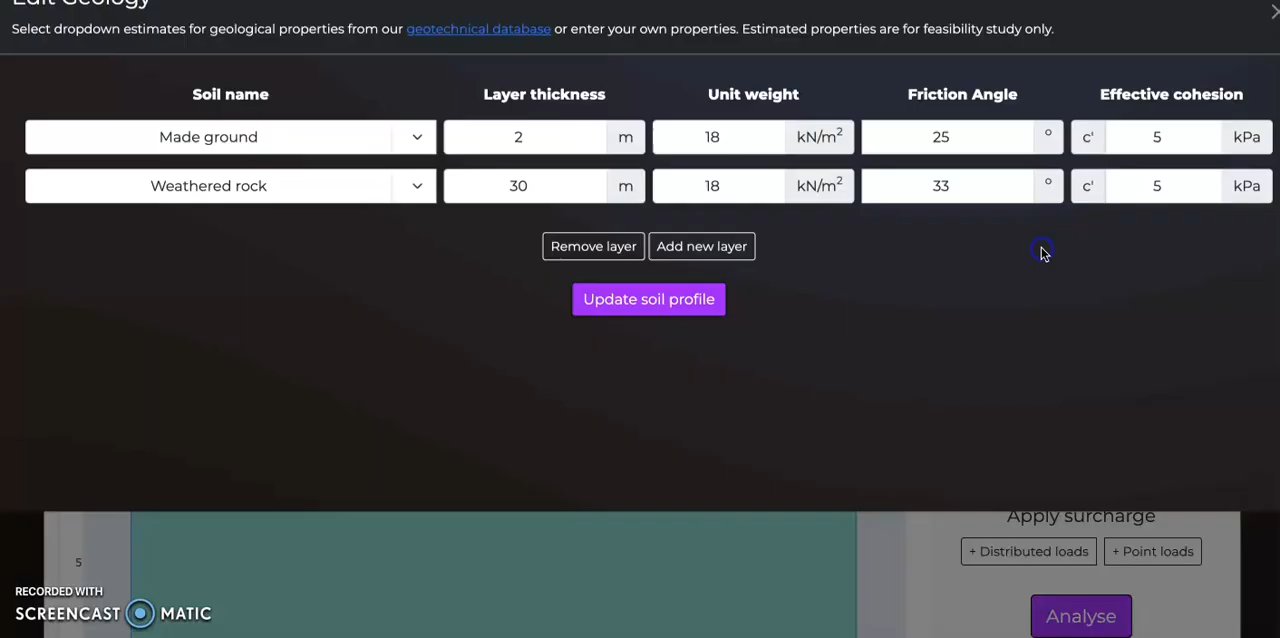 Edit Geology
Select dropdown estimates for geological properties from our geotechnical database or enter your own properties. Estimated properties are for feasibility study only.
Soil name Layer thickness Unit weight Friction Angle Effective cohesion
Made ground 2 m 18 kN/m² 25 ° c' 5 kPa
Weathered rock 30 m 18 kN/m² 33 ° c' 5 kPa
Remove layer Add new layer
Update soil profile
Apply surcharge
+ Distributed loads + Point loads
5
RECORDED WITH
SCREENCAST MATIC
Analyse